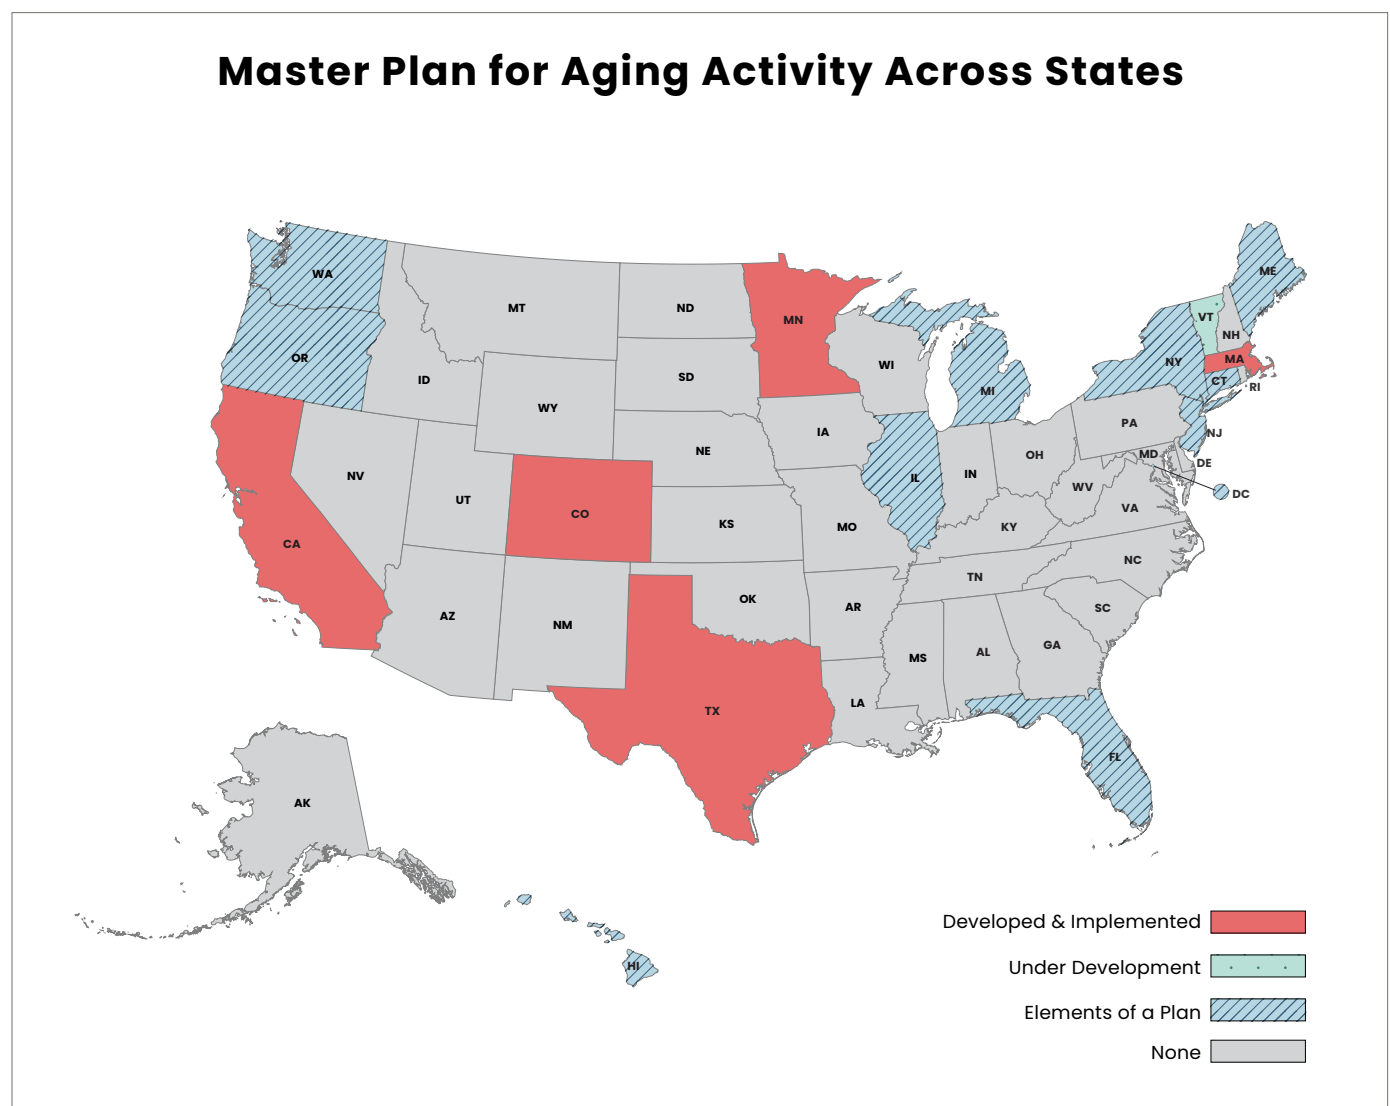 Master Plan for Aging Activity Across States
WA
MT
ND
MN
ME
VT
NH
OR
ID
SD
WI
MI
NY
MA
CT
RI
WY
NE
IA
PA
NJ
NV
UT
CO
KS
MO
IL
IN
OH
WV
MD
DE
DC
VA
KY
CA
AZ
NM
OK
AR
TN
NC
SC
TX
LA
MS
AL
GA
FL
AK
HI
Developed & Implemented
Under Development
Elements of a Plan
None